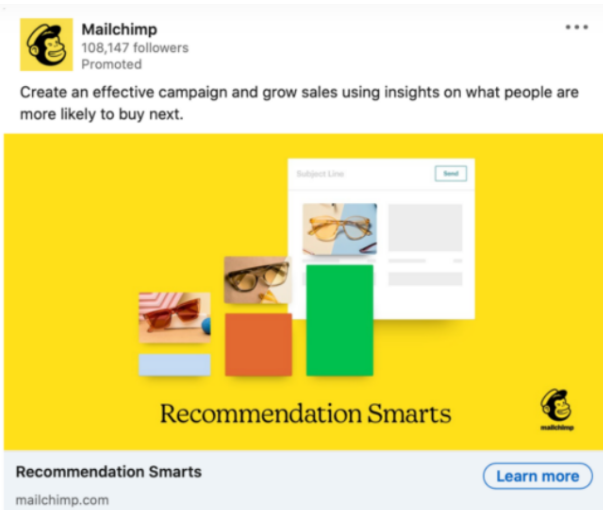 Mailchimp
108,147 followers
Promoted
Create an effective campaign and grow sales using insights on what people are
more likely to buy next.
Subject Line
Send
Recommendation Smarts
mailchimp
Recommendation Smarts
Learn more
mailchimp.com